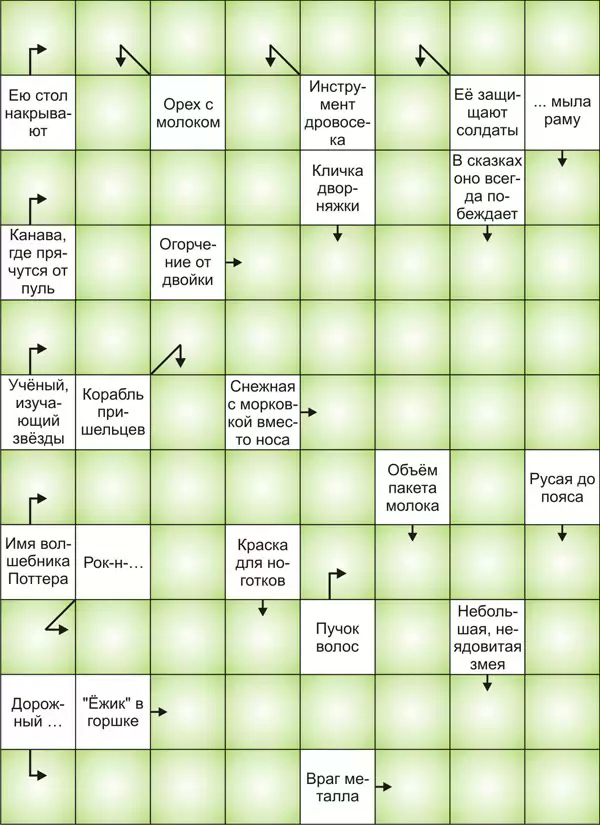 Ею стол
накрыва-
ют
Орех с
молоком
Инстру-
мент
дровосе-
ка
Её защи-
щают
солдаты
... мыла
раму
Кличка
двор-
няжки
В сказках
оно всег-
да по-
беждает
Канава,
где пря-
чутся от
пуль
Огорче-
ние от
двойки
Учёный,
изуча-
ющий
звёзды
Корабль
при-
шельцев
Снежная
с морков-
кой вмес-
то носа
Объём
пакета
молока
Русая до
пояса
Имя вол-
шебника
Поттера
Рок-н-...
Краска
для но-
готков
Пучок
волос
Неболь-
шая, не-
ядовитая
змея
Дорож-
ный ...
"Ёжик" в
горшке
Враг ме-
талла